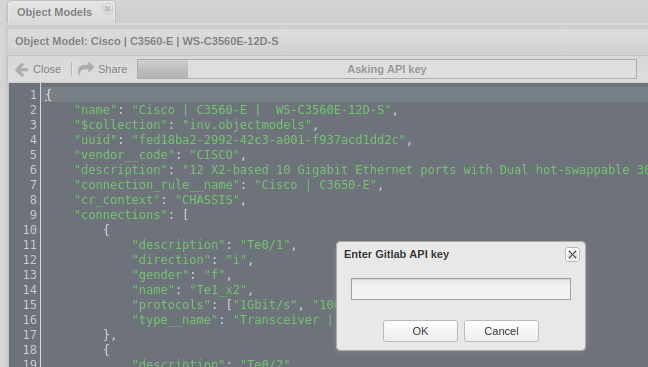 Object Models
Object Model: Cisco | C3560-E | WS-C3560E-12D-S
Close Share Asking API key
1 {
2 "name": "Cisco | C3560-E |  WS-C3560E-12D-S",
3 "$collection": "inv.objectmodels",
4 "uuid": "fed18ba2-2992-42c3-a001-f937acd1dd2c",
5 "vendor__code": "CISCO",
6 "description": "12 X2-based 10 Gigabit Ethernet ports with Dual hot-swappable 30
7 "connection_rule__name": "Cisco | C3650-E",
8 "cr_context": "CHASSIS",
9 "connections": [
10 {
11 "description": "Te0/1",
12 "direction": "i",
13 "gender": "f",
14 "name": "Te1_x2",
15 "protocols": ["1Gbit/s", "10
16 "type__name": "Transceiver |
17 },
18 {
19 "description": "Te0/2"
Enter Gitlab API key
OK Cancel